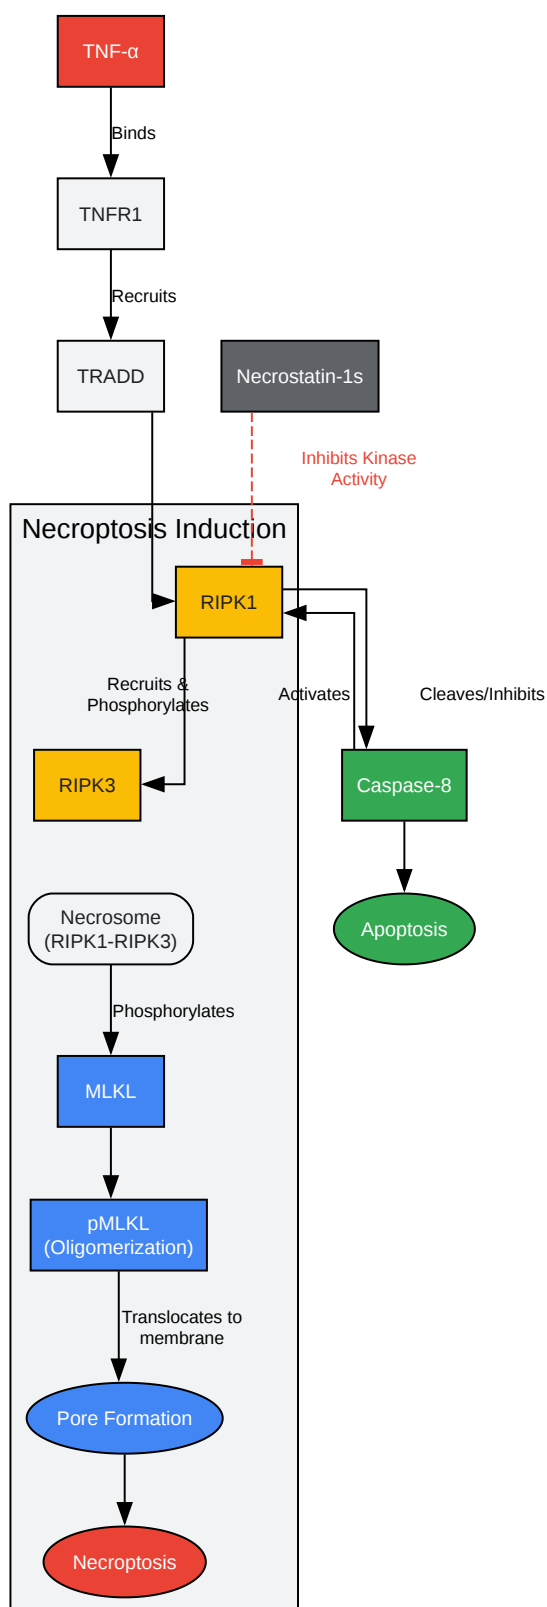 TNF-α
Binds
TNFR1
Recruits
TRADD
Necrostatin-1s
Inhibits Kinase
Activity
Necroptosis Induction
RIPK1
Recruits &
Phosphorylates
Activates
Cleaves/Inhibits
RIPK3
Caspase-8
Necrosome
(RIPK1-RIPK3)
Apoptosis
Phosphorylates
MLKL
pMLKL
(Oligomerization)
Translocates to
membrane
Pore Formation
Necroptosis